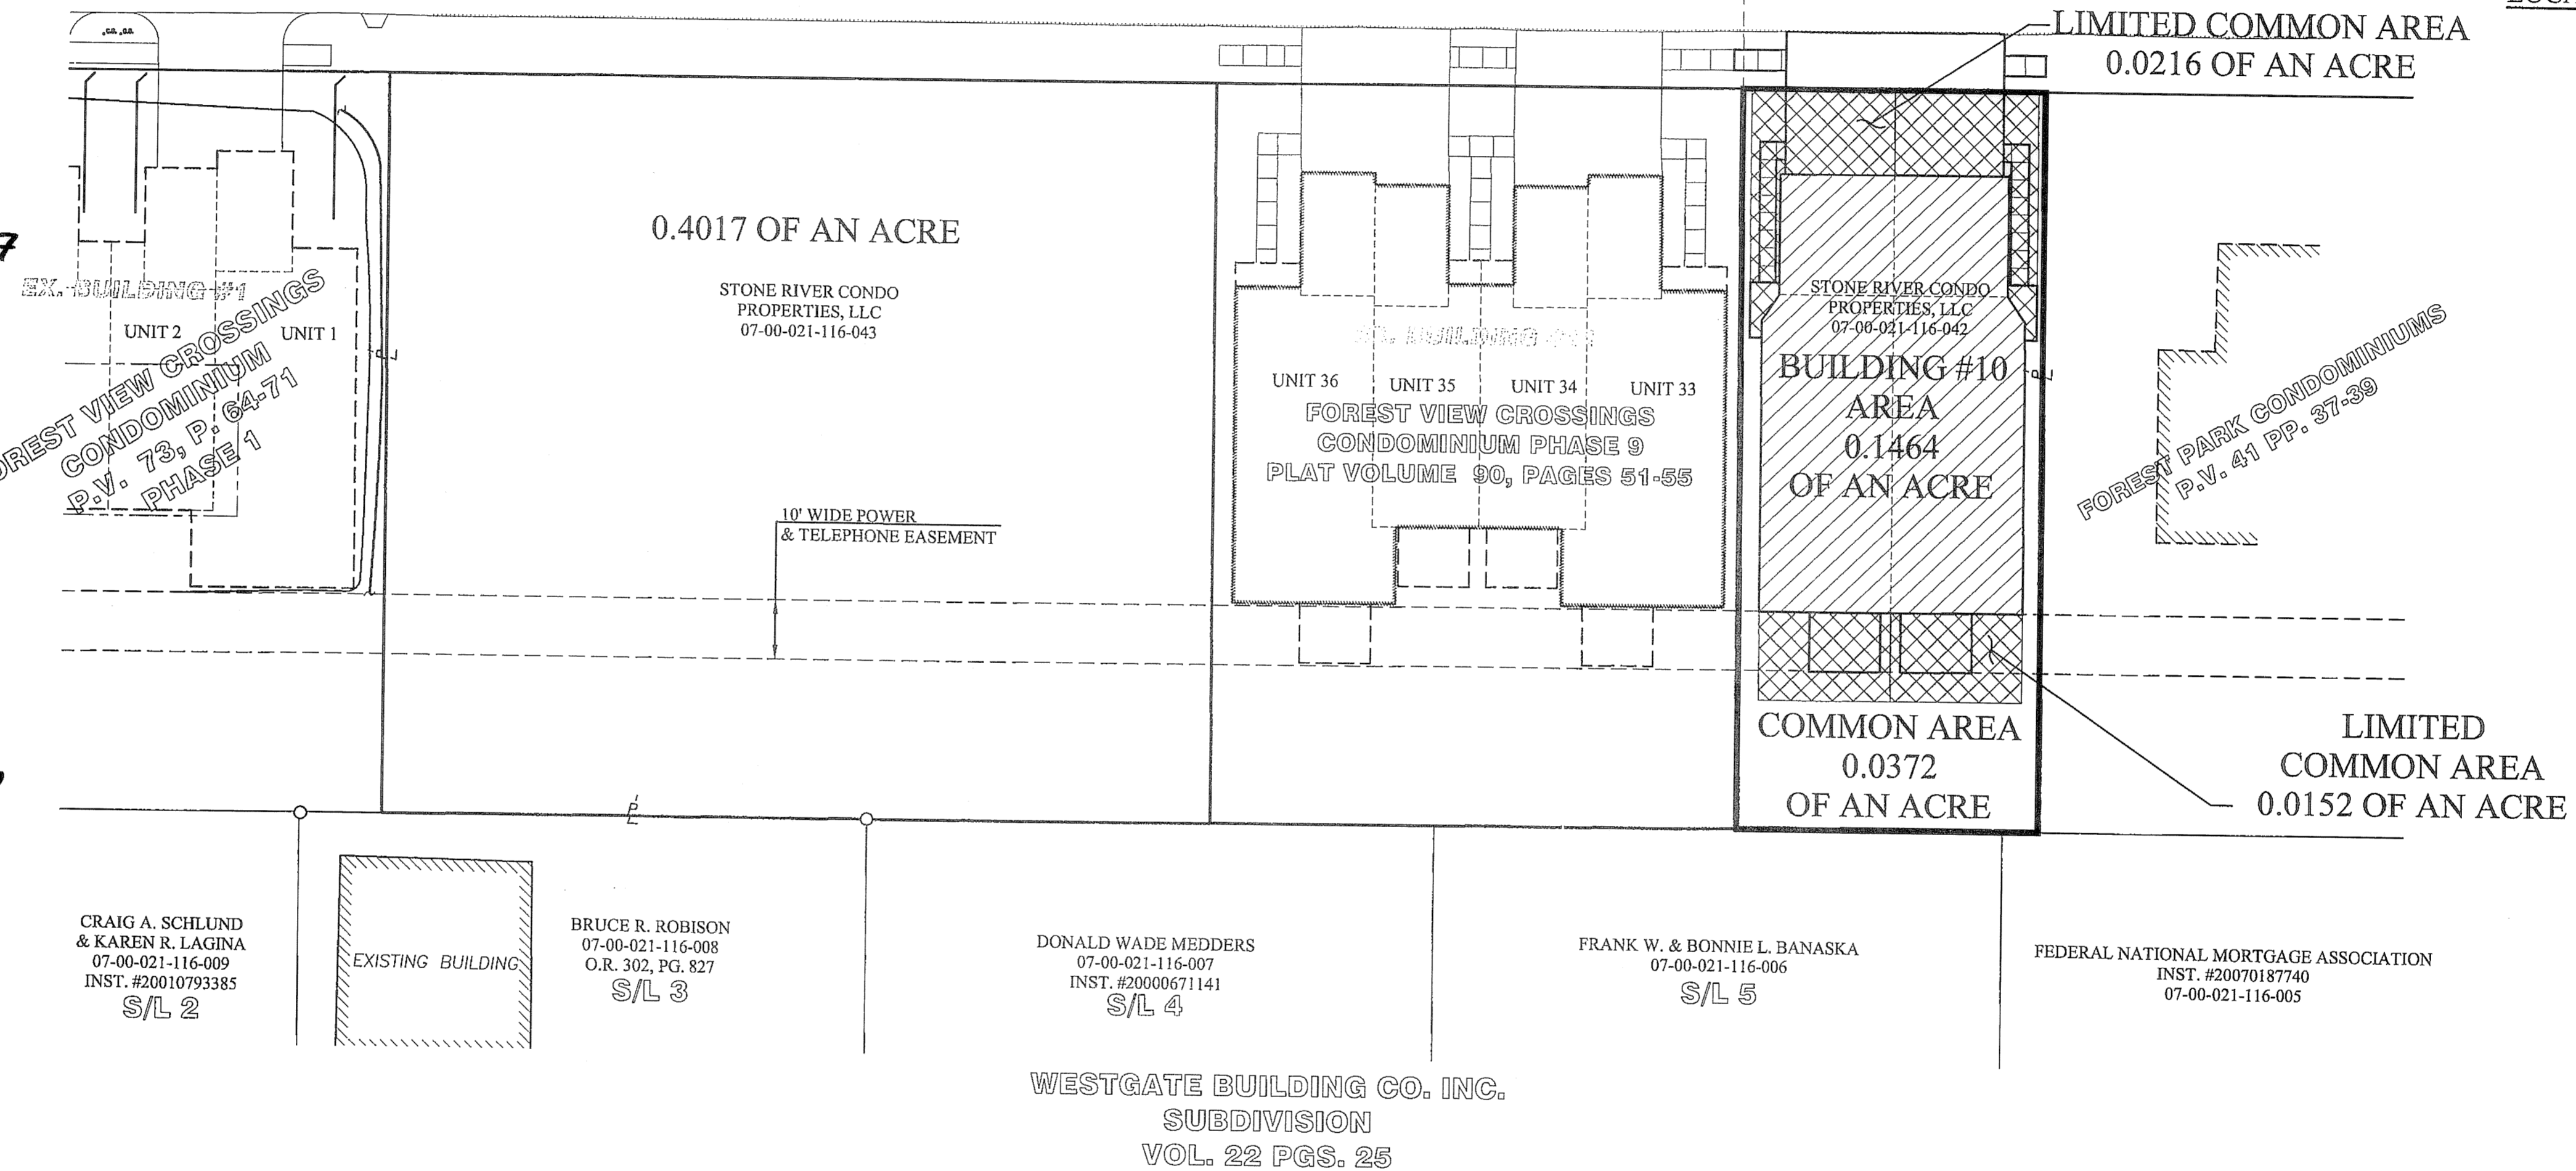 LIMITED COMMON AREA
0.0216 OF AN ACRE
0.4017 OF AN ACRE
STONE RIVER CONDO
PROPERTIES, LLC
07-00-021-116-043
EX. BUILDING #1
UNIT 2
UNIT 1
FOREST VIEW CROSSINGS
CONDOMINIUM
P.V. 73, P. 64-71
PHASE 1
10' WIDE POWER
& TELEPHONE EASEMENT
UNIT 36
UNIT 35
UNIT 34
UNIT 33
FOREST VIEW CROSSINGS
CONDOMINIUM PHASE 9
PLAT VOLUME 90, PAGES 51-55
STONE RIVER CONDO
PROPERTIES, LLC
07-00-021-116-042
BUILDING #10
AREA
0.1464
OF AN ACRE
FOREST PARK CONDOMINIUMS
P.V. 41 PP. 37-39
COMMON AREA
0.0372
OF AN ACRE
LIMITED
COMMON AREA
0.0152 OF AN ACRE
CRAIG A. SCHLUND
& KAREN R. LAGINA
07-00-021-116-009
INST. #20010793385
S/L 2
EXISTING BUILDING
BRUCE R. ROBISON
07-00-021-116-008
O.R. 302, PG. 827
S/L 3
DONALD WADE MEDDERS
07-00-021-116-007
INST. #20000671141
S/L 4
FRANK W. & BONNIE L. BANASKA
07-00-021-116-006
S/L 5
FEDERAL NATIONAL MORTGAGE ASSOCIATION
INST. #20070187740
07-00-021-116-005
WESTGATE BUILDING CO. INC.
SUBDIVISION
VOL. 22 PGS. 25